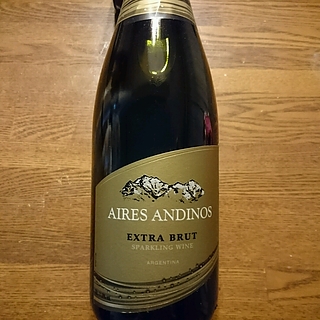 AIRES ANDINOS
EXTRA BRUT
SPARKLING WINE
ARGENTINA